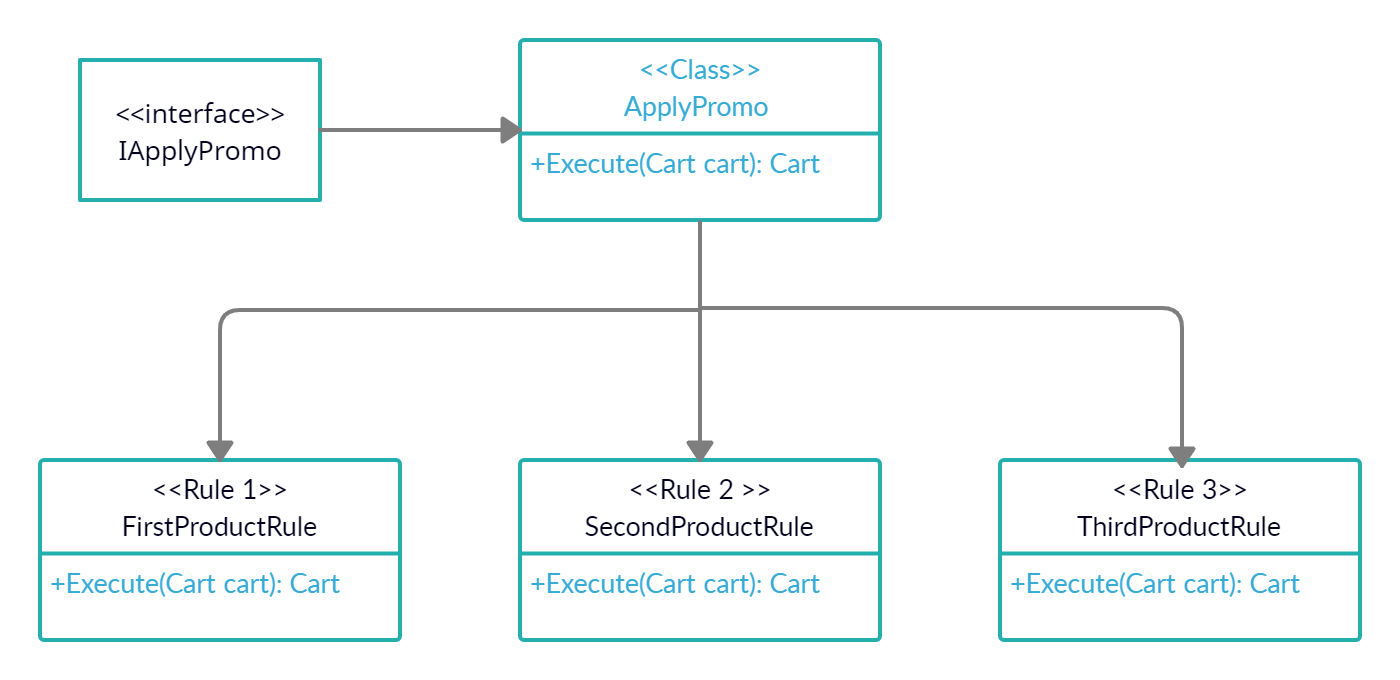 <<interface>>
IApplyPromo
<<Class>>
ApplyPromo
+Execute(Cart cart): Cart
<<Rule 1>>
FirstProductRule
+Execute(Cart cart): Cart
<<Rule 2 >>
SecondProductRule
+Execute(Cart cart): Cart
<<Rule 3>>
ThirdProductRule
+Execute(Cart cart): Cart